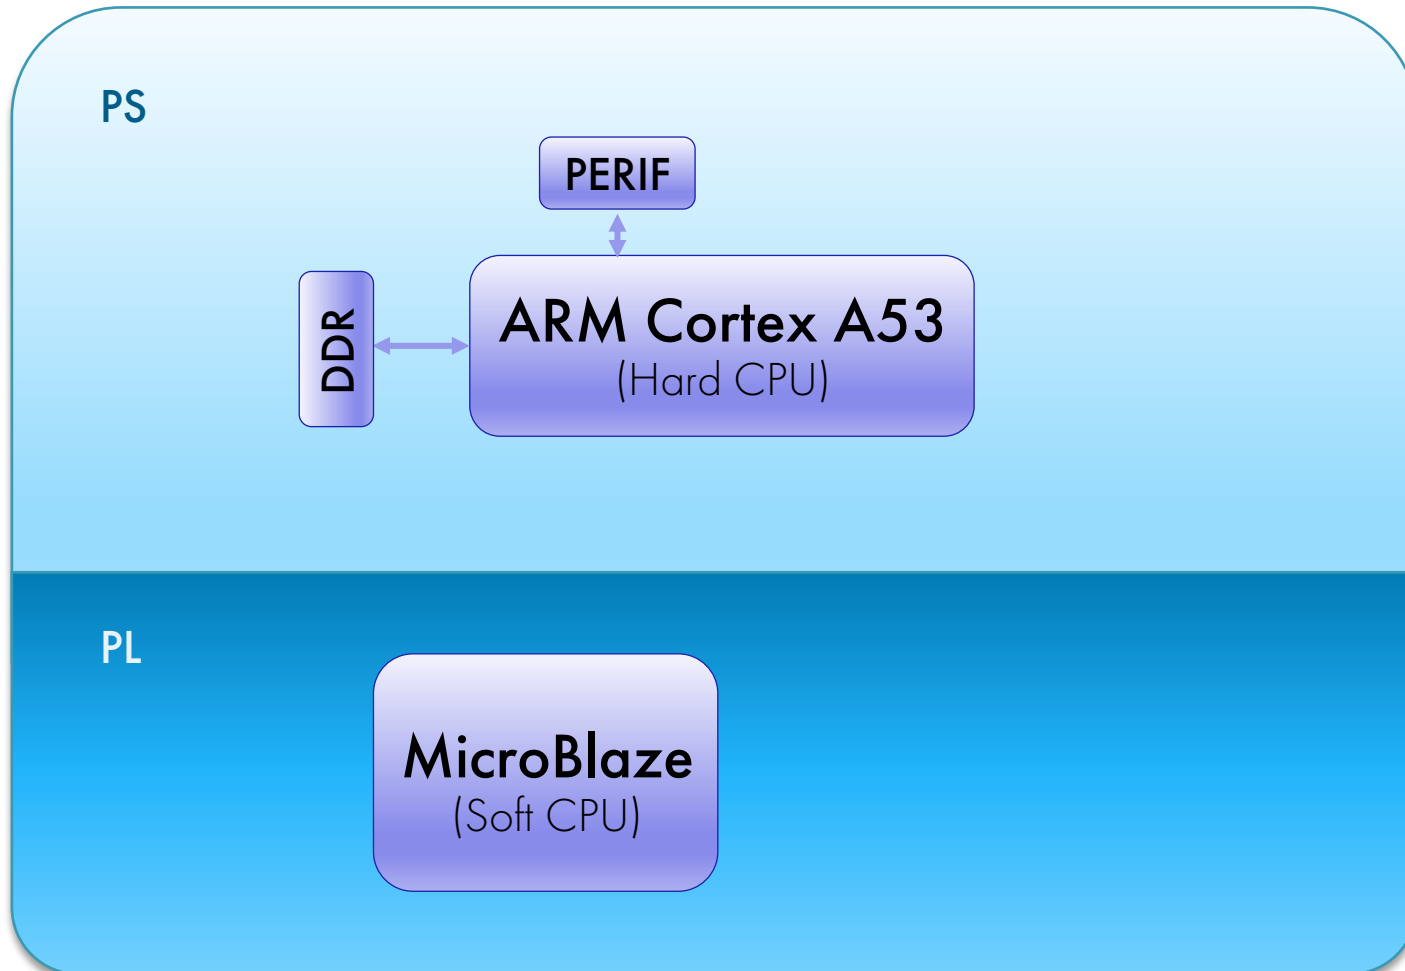 PS
PERIF
DDR
ARM Cortex A53
(Hard CPU)
PL
MicroBlaze
(Soft CPU)